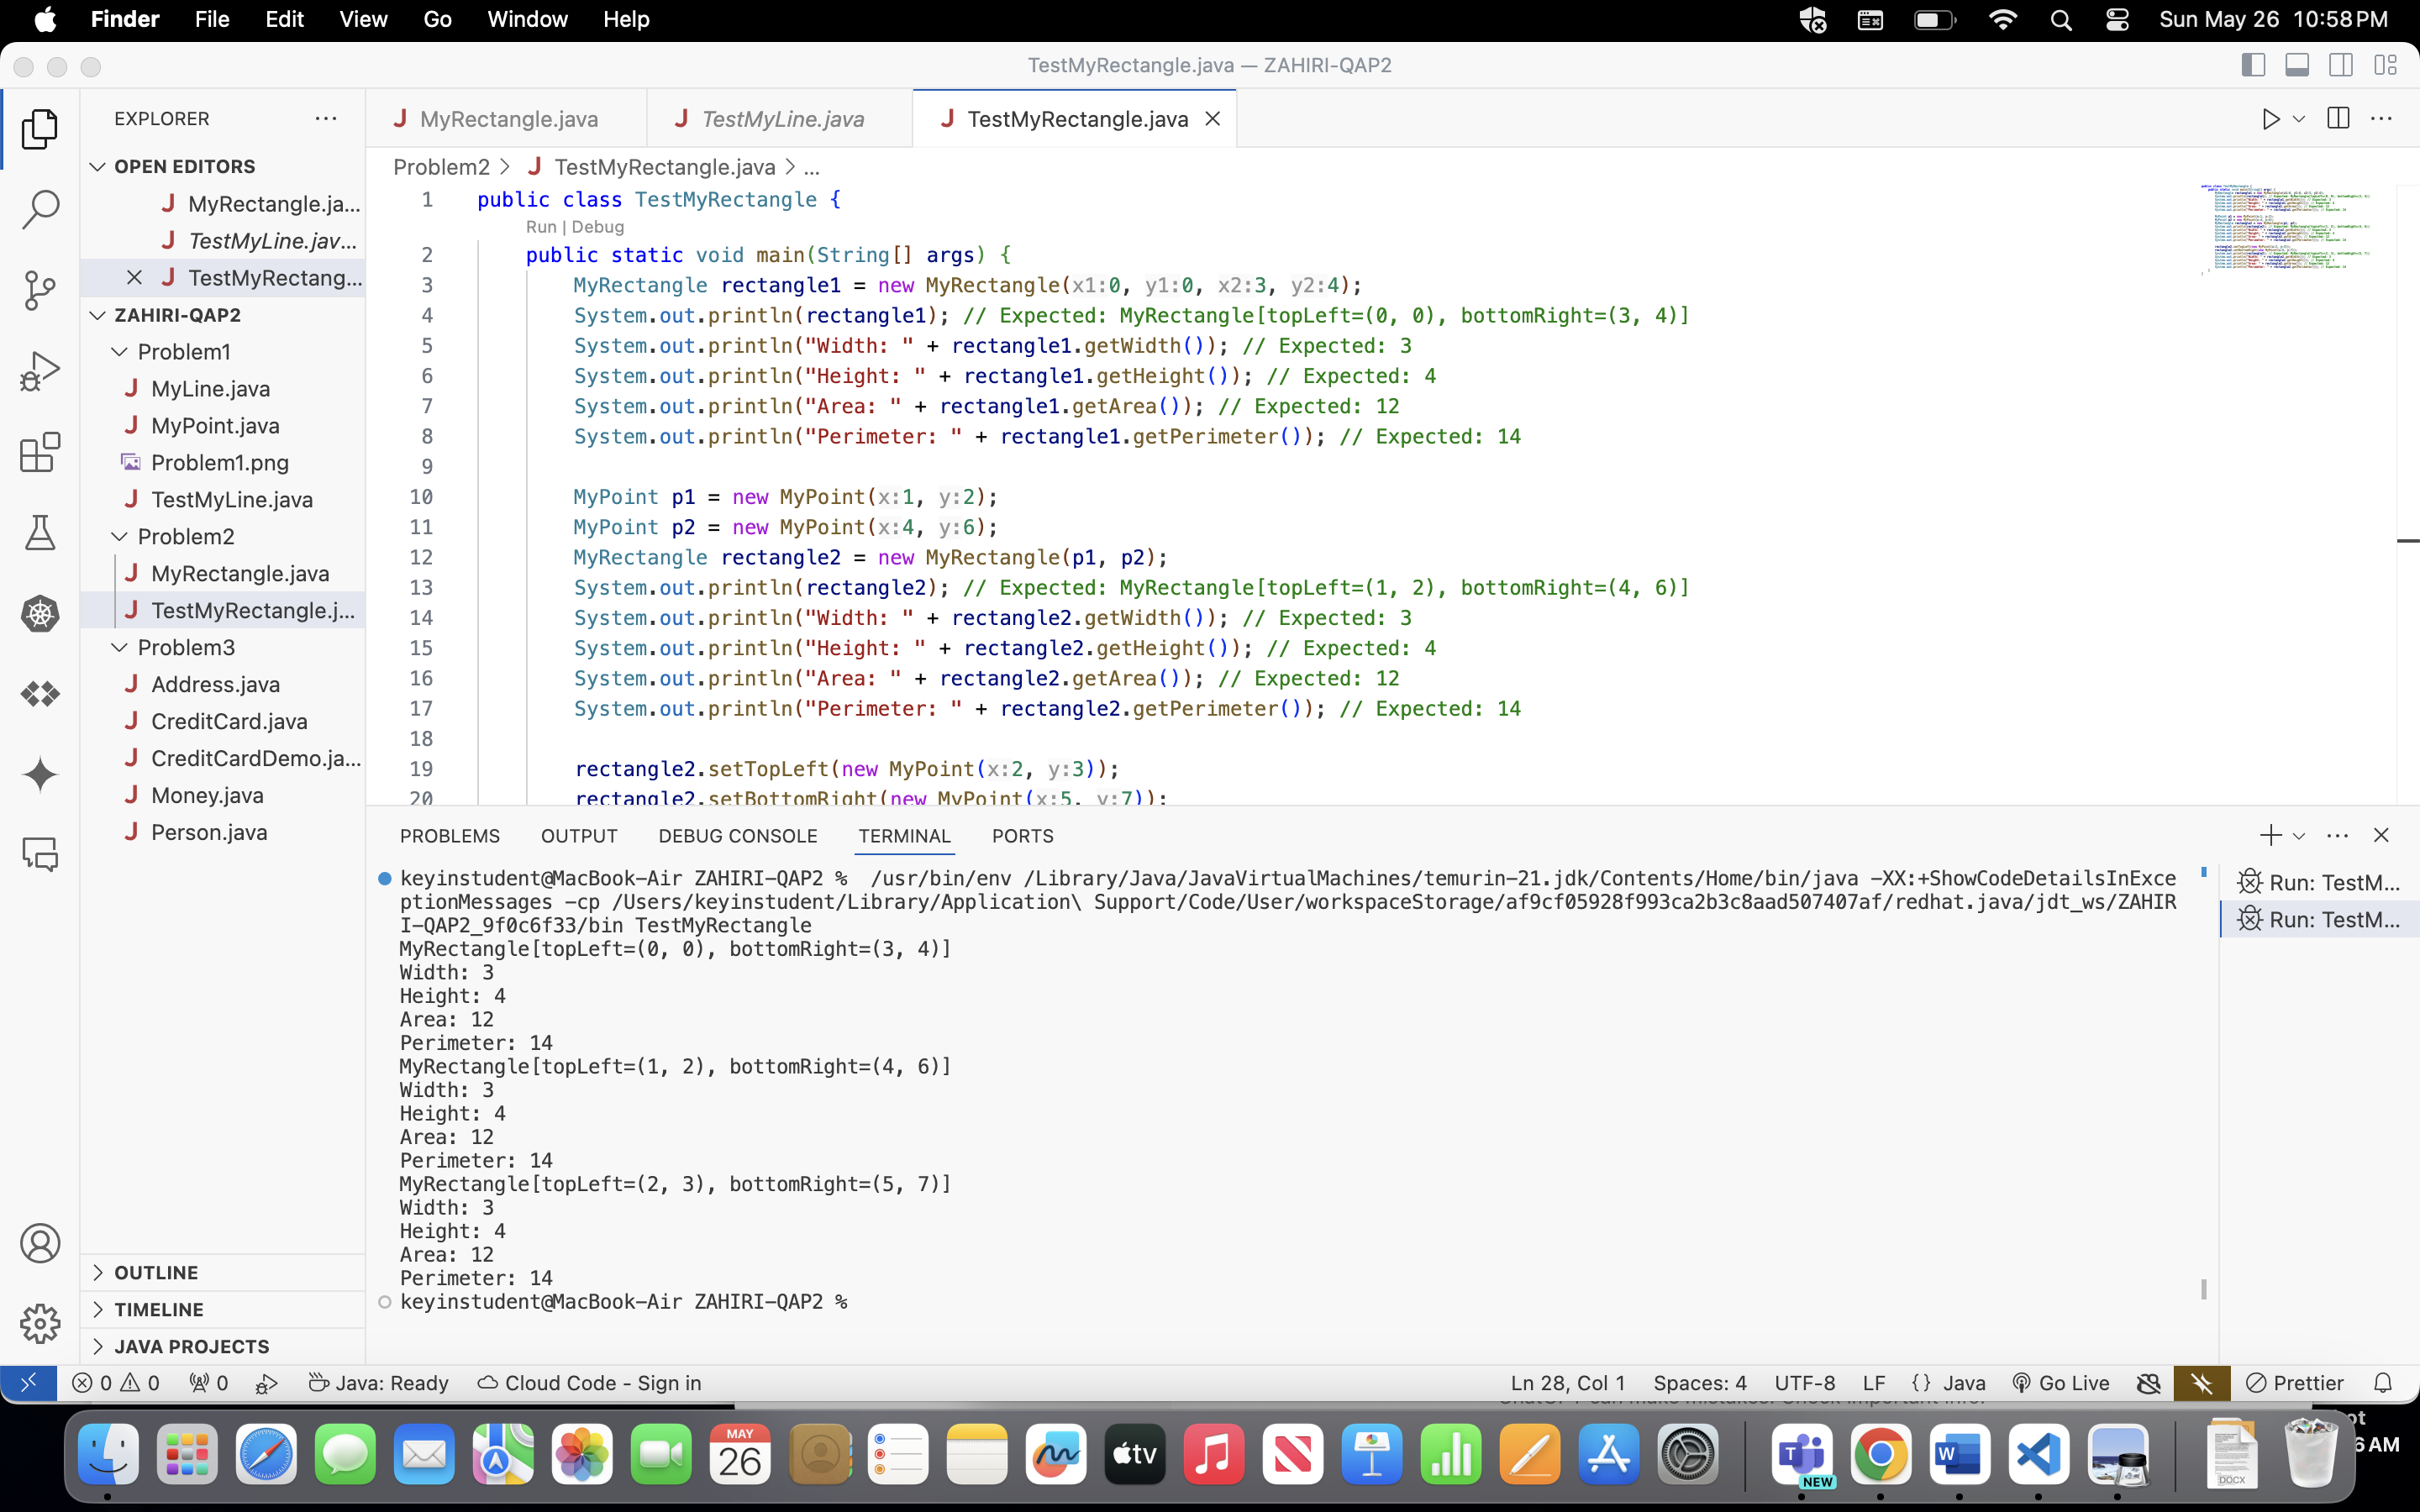 Finder File Edit View Go Window Help Sun May 26 10:58 PM
TestMyRectangle.java — ZAHIRI-QAP2
EXPLORER
MyRectangle.java TestMyLine.java TestMyRectangle.java
OPEN EDITORS
MyRectangle.ja...
TestMyLine.jav...
TestMyRectang...
ZAHIRI-QAP2
Problem1
MyLine.java
MyPoint.java
Problem1.png
TestMyLine.java
Problem2
MyRectangle.java
TestMyRectangle.j...
Problem3
Address.java
CreditCard.java
CreditCardDemo.ja...
Money.java
Person.java
OUTLINE
TIMELINE
JAVA PROJECTS
Problem2 > TestMyRectangle.java > ...
1 public class TestMyRectangle {
Run | Debug
2 public static void main(String[] args) {
3 MyRectangle rectangle1 = new MyRectangle(x1:0, y1:0, x2:3, y2:4);
4 System.out.println(rectangle1); // Expected: MyRectangle[topLeft=(0, 0), bottomRight=(3, 4)]
5 System.out.println("Width: " + rectangle1.getWidth()); // Expected: 3
6 System.out.println("Height: " + rectangle1.getHeight()); // Expected: 4
7 System.out.println("Area: " + rectangle1.getArea()); // Expected: 12
8 System.out.println("Perimeter: " + rectangle1.getPerimeter()); // Expected: 14
9
10 MyPoint p1 = new MyPoint(x:1, y:2);
11 MyPoint p2 = new MyPoint(x:4, y:6);
12 MyRectangle rectangle2 = new MyRectangle(p1, p2);
13 System.out.println(rectangle2); // Expected: MyRectangle[topLeft=(1, 2), bottomRight=(4, 6)]
14 System.out.println("Width: " + rectangle2.getWidth()); // Expected: 3
15 System.out.println("Height: " + rectangle2.getHeight()); // Expected: 4
16 System.out.println("Area: " + rectangle2.getArea()); // Expected: 12
17 System.out.println("Perimeter: " + rectangle2.getPerimeter()); // Expected: 14
18
19 rectangle2.setTopLeft(new MyPoint(x:2, y:3));
20 rectangle2.setBottomRight(new MyPoint(x:5, y:7));
PROBLEMS OUTPUT DEBUG CONSOLE TERMINAL PORTS
keyinstudent@MacBook-Air ZAHIRI-QAP2 % /usr/bin/env /Library/Java/JavaVirtualMachines/temurin-21.jdk/Contents/Home/bin/java -XX:+ShowCodeDetailsInExce
ptionMessages -cp /Users/keyinstudent/Library/Application\ Support/Code/User/workspaceStorage/af9cf05928f993ca2b3c8aad507407af/redhat.java/jdt_ws/ZAHIR
I-QAP2_9f0c6f33/bin TestMyRectangle
MyRectangle[topLeft=(0, 0), bottomRight=(3, 4)]
Width: 3
Height: 4
Area: 12
Perimeter: 14
MyRectangle[topLeft=(1, 2), bottomRight=(4, 6)]
Width: 3
Height: 4
Area: 12
Perimeter: 14
MyRectangle[topLeft=(2, 3), bottomRight=(5, 7)]
Width: 3
Height: 4
Area: 12
Perimeter: 14
keyinstudent@MacBook-Air ZAHIRI-QAP2 %
Run: TestM...
Run: TestM...
0 0 0 Java: Ready Cloud Code - Sign in Ln 28, Col 1 Spaces: 4 UTF-8 LF {} Java Go Live Prettier
MAY
26
tv
T
NEW
W
DOCX
6 AM